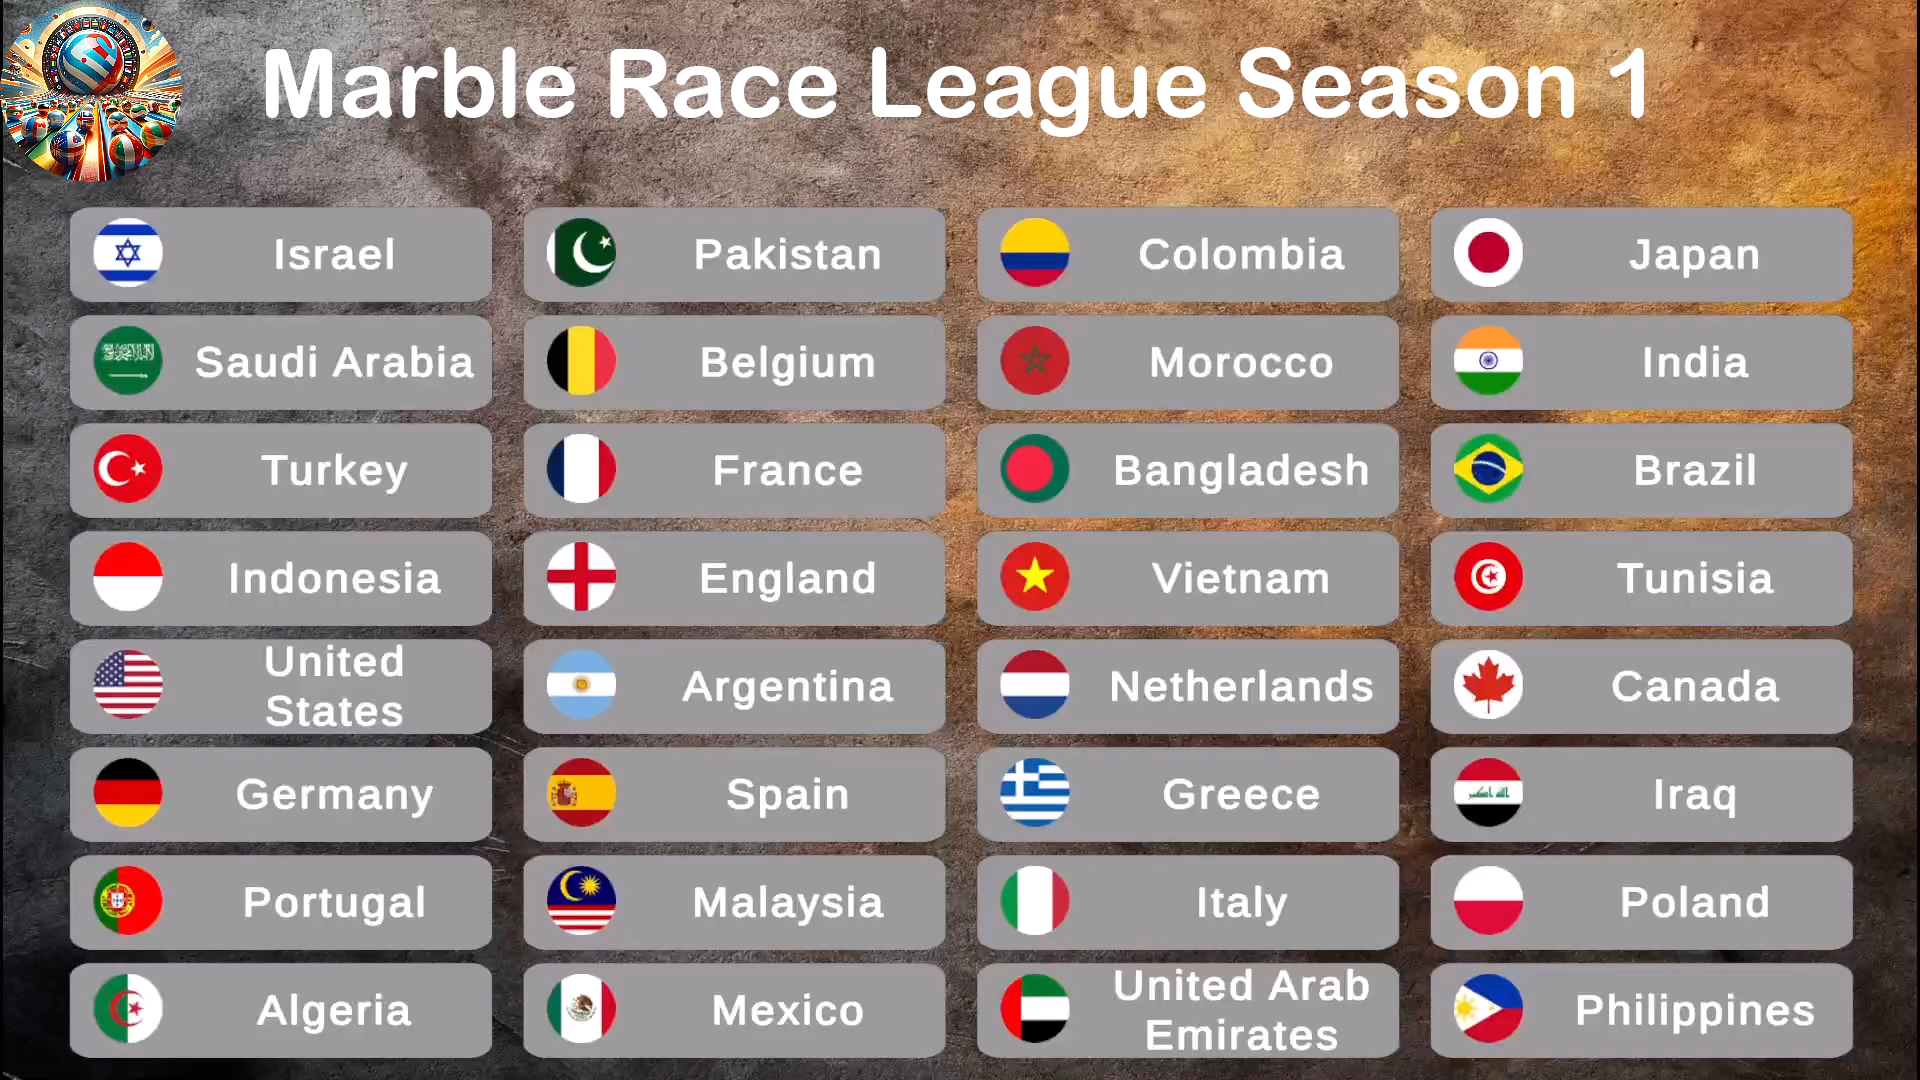 Marble Race League Season 1
Israel
Pakistan
Colombia
Japan
Saudi Arabia
Belgium
Morocco
India
Turkey
France
Bangladesh
Brazil
Indonesia
England
Vietnam
Tunisia
United
States
Argentina
Netherlands
Canada
Germany
Spain
Greece
Iraq
Portugal
Malaysia
Italy
Poland
Algeria
Mexico
United Arab
Emirates
Philippines